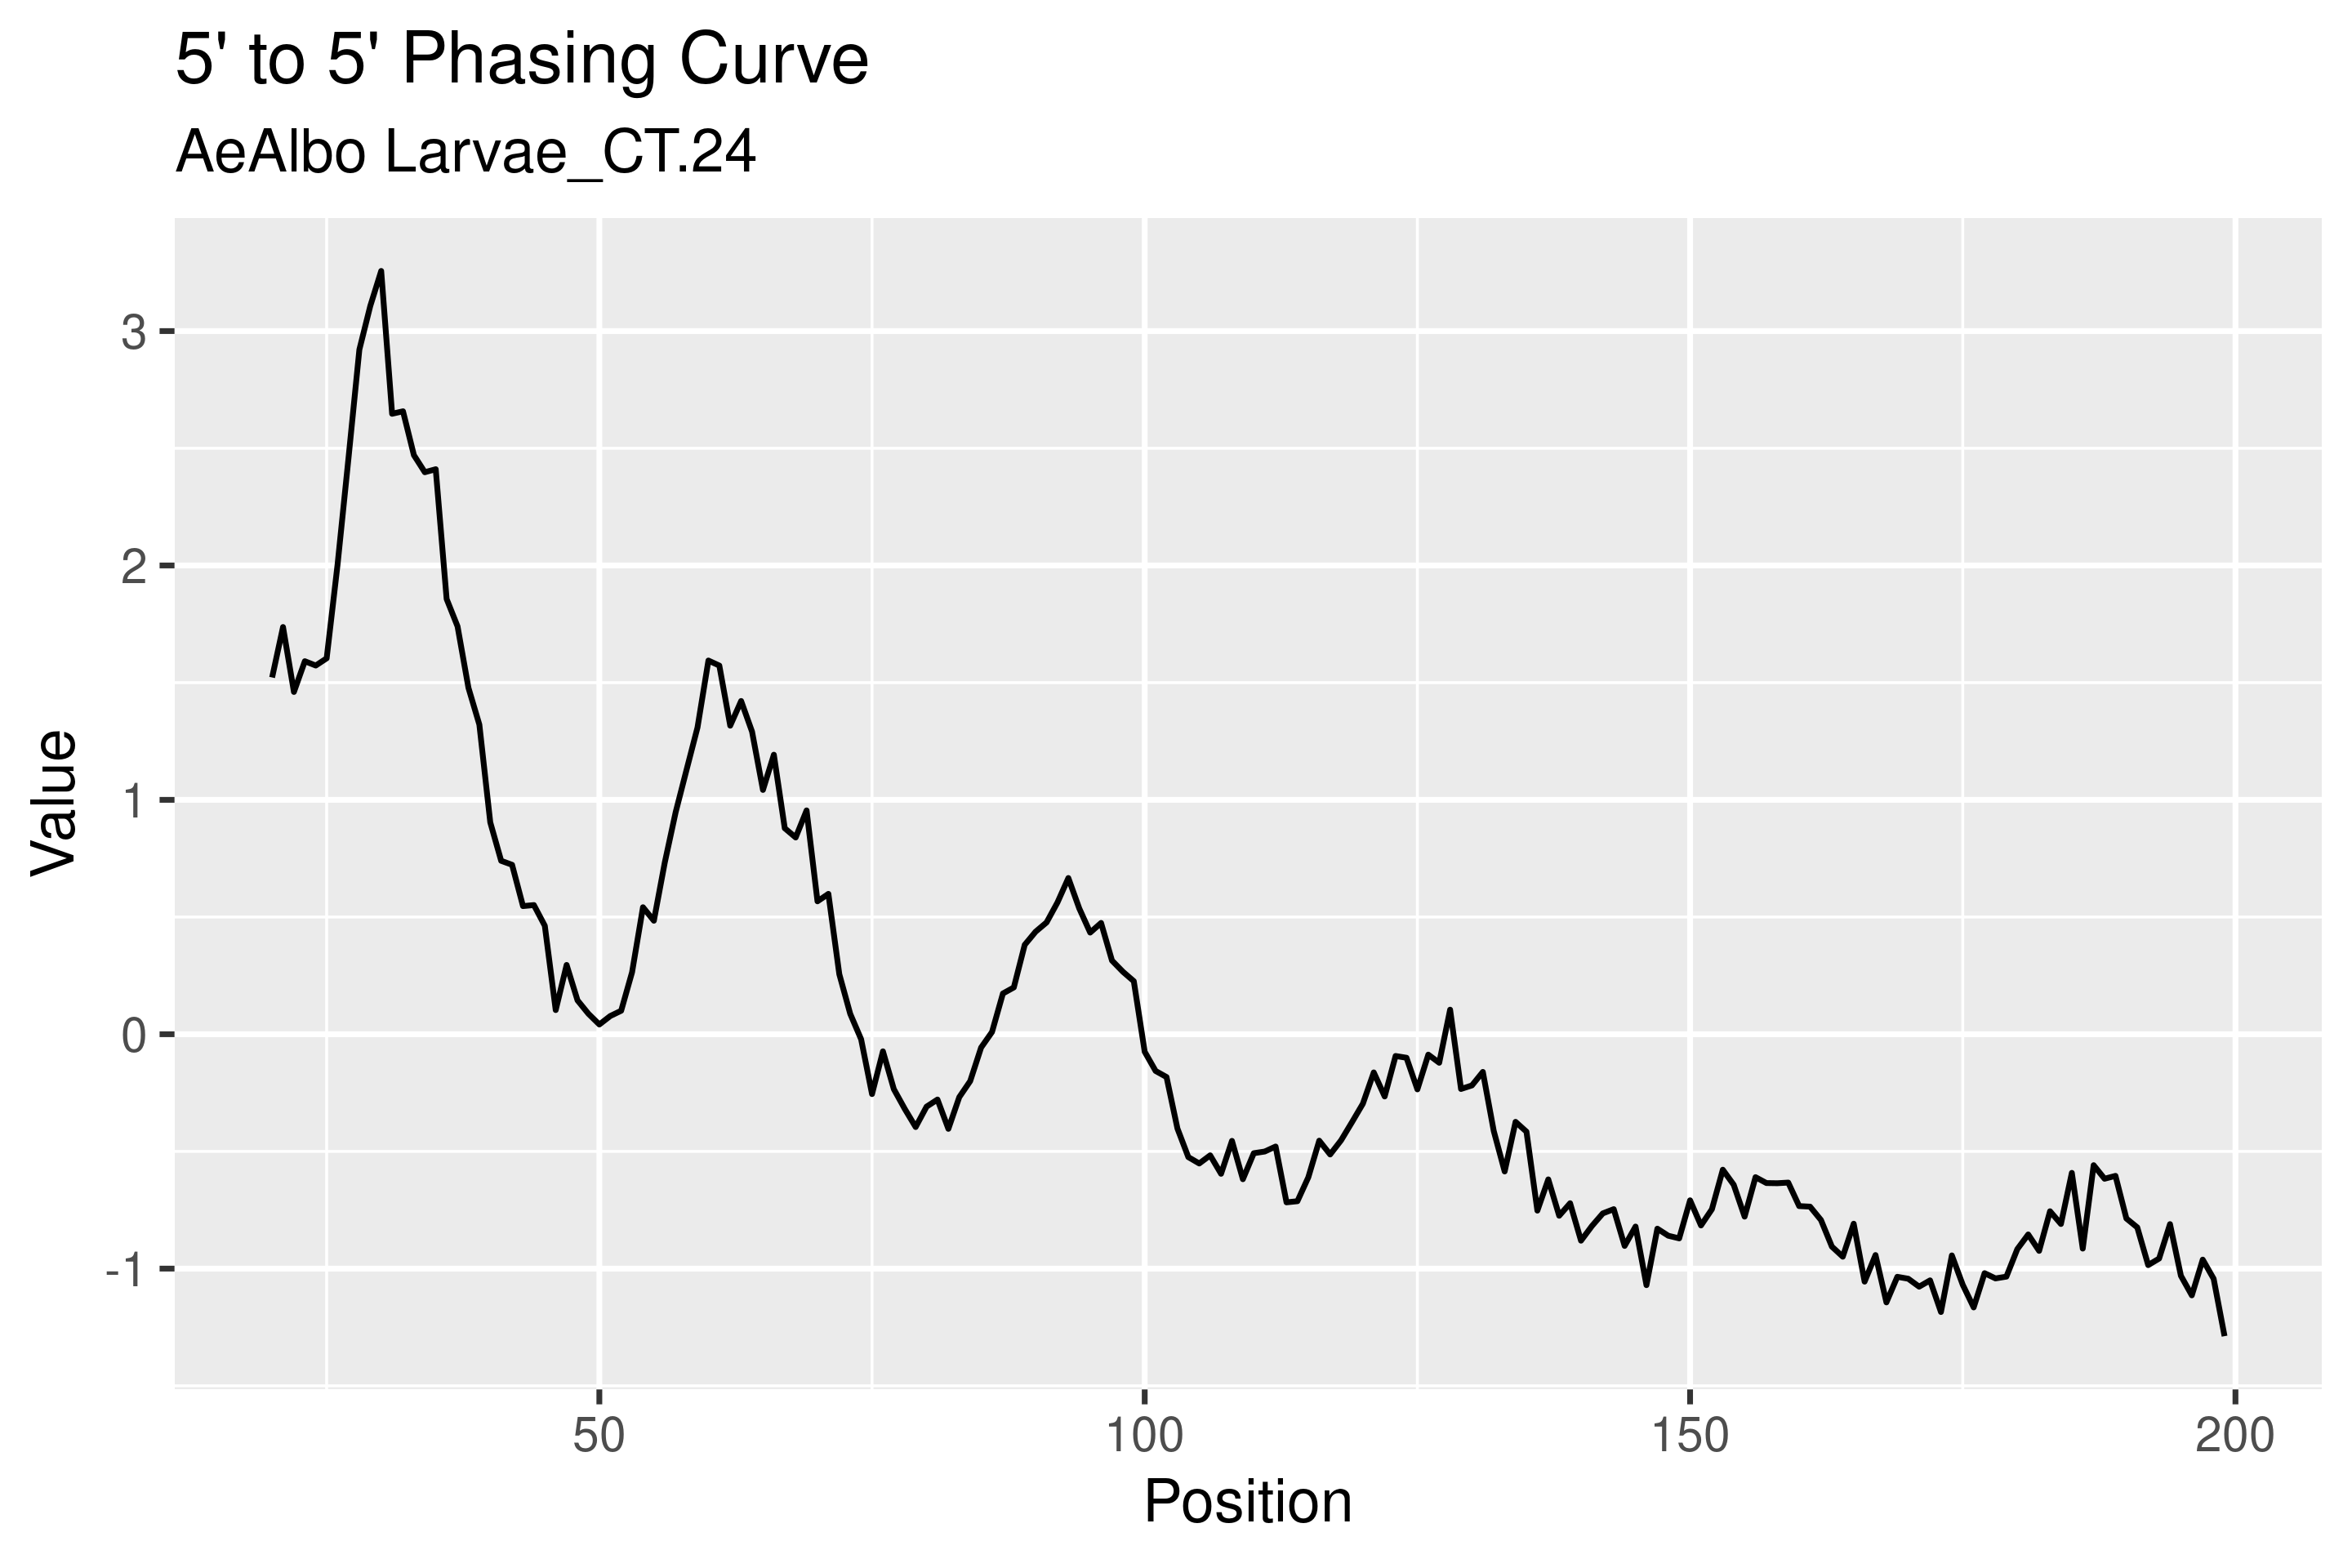 5' to 5' Phasing Curve
AeAlbo Larvae_CT.24
3
2
1
0
-1
Value
50 100 150 200
Position